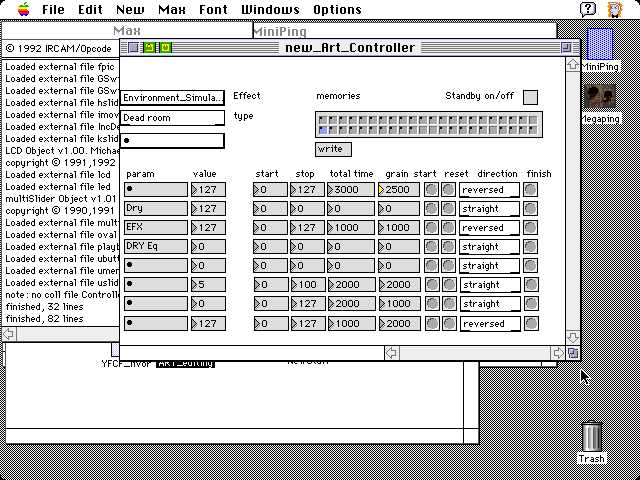 File Edit New Max Font Windows Options
Max
MiniPing
© 1992 IRCAM/Opcode
Loaded external file fpic
Loaded external file GSwi
Loaded external file GSwi
Loaded external file hslid
Loaded external file imov
Loaded external file IncDe
Loaded external file kslid
LCD Object v1.00. Michae
copyright © 1991,1992
Loaded external file lcd
Loaded external file led
multiSlider Object v1.01
copyright © 1990,1991
Loaded external file mult
Loaded external file oval
Loaded external file playb
Loaded external file ubutt
Loaded external file umen
Loaded external file uslid
note: no coll file Controller
finished, 32 lines
finished, 82 lines
new_Art_Controller
Environment_Simula...
Effect
memories
Standby on/off
Dead room
type
write
param value start stop total time grain start reset direction finish
127 0 127 3000 2500 reversed
Dry 127 0 0 0 0 straight
EFX 127 0 127 1000 1000 reversed
DRY Eq 0 0 0 0 0 straight
0 0 0 0 0 straight
5 0 100 2000 2000 straight
0 0 127 2000 1000 straight
127 0 127 1000 2000 reversed
ART_editing
MiniPing
Megaping
Trash